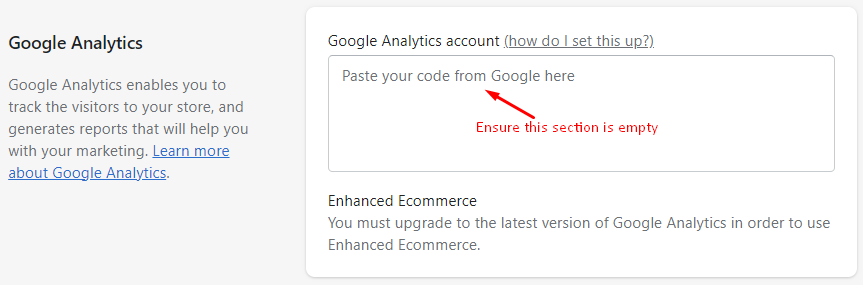 Google Analytics
Google Analytics enables you to
track the visitors to your store, and
generates reports that will help you
with your marketing. Learn more
about Google Analytics.
Google Analytics account (how do I set this up?)
Paste your code from Google here
Ensure this section is empty
Enhanced Ecommerce
You must upgrade to the latest version of Google Analytics in order to use
Enhanced Ecommerce.